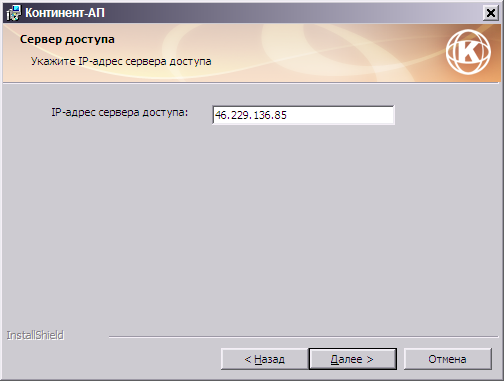 Континент-АП
Сервер доступа
Укажите IP-адрес сервера доступа
K
IP-адрес сервера доступа: 46.229.136.85
InstallShield
< Назад Далее > Отмена